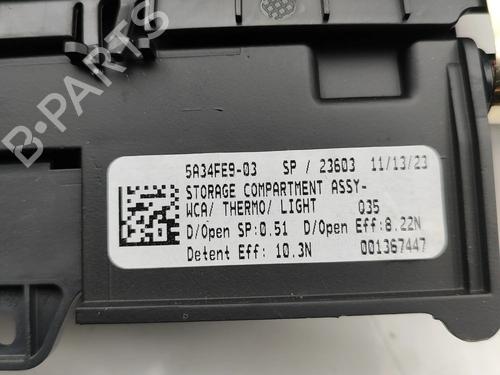 5A34FE9-03 SP / 23603 11/13/23
STORAGE COMPARTMENT ASSY-
WCA/ THERMO/ LIGHT Q35
D/Open SP:0.51 D/Open Eff:8.22N
Detent Eff: 10.3N 001367447
B-PARTS